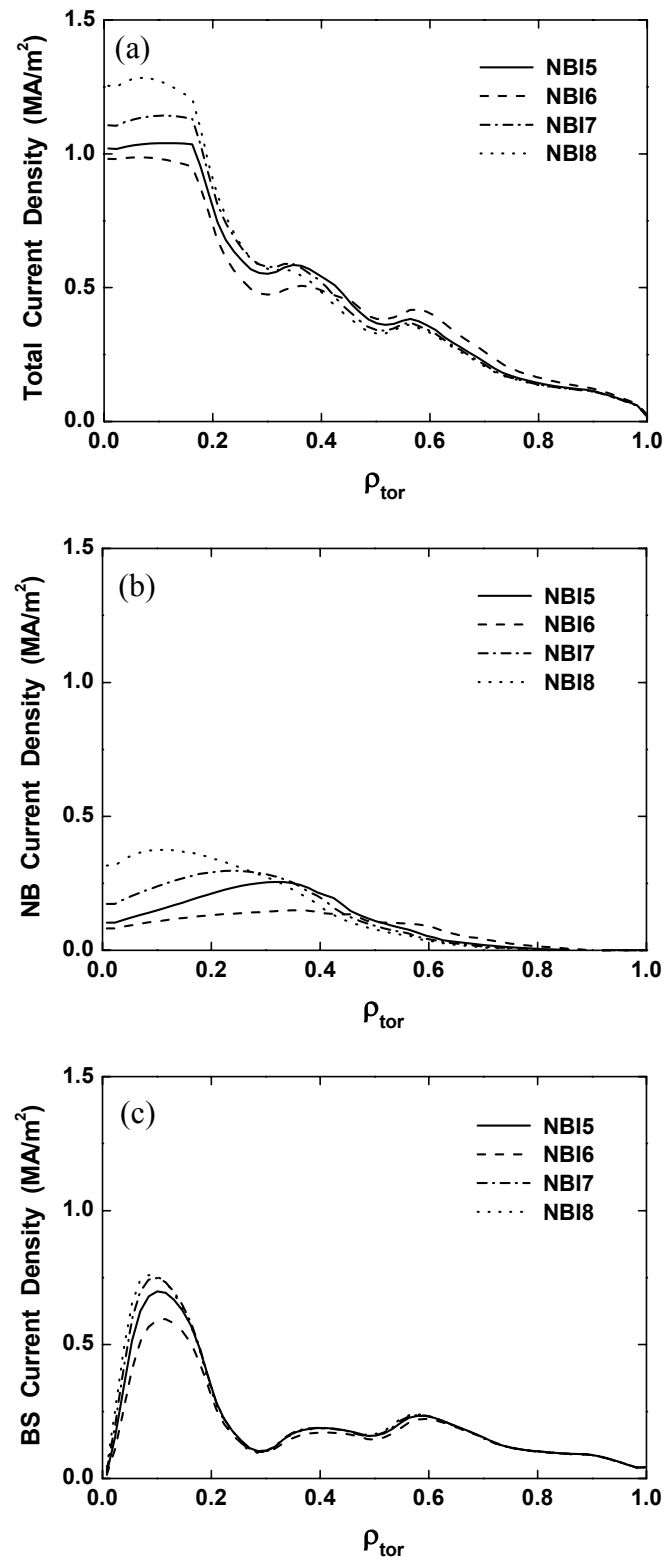 (a)
NBI5
NBI6
NBI7
NBI8
Total Current Density (MA/m²)
1.5
1.0
0.5
0.0
0.0 0.2 0.4 0.6 0.8 1.0
ρtor
(b)
NBI5
NBI6
NBI7
NBI8
NB Current Density (MA/m²)
1.5
1.0
0.5
0.0
0.0 0.2 0.4 0.6 0.8 1.0
ρtor
(c)
NBI5
NBI6
NBI7
NBI8
BS Current Density (MA/m²)
1.5
1.0
0.5
0.0
0.0 0.2 0.4 0.6 0.8 1.0
ρtor